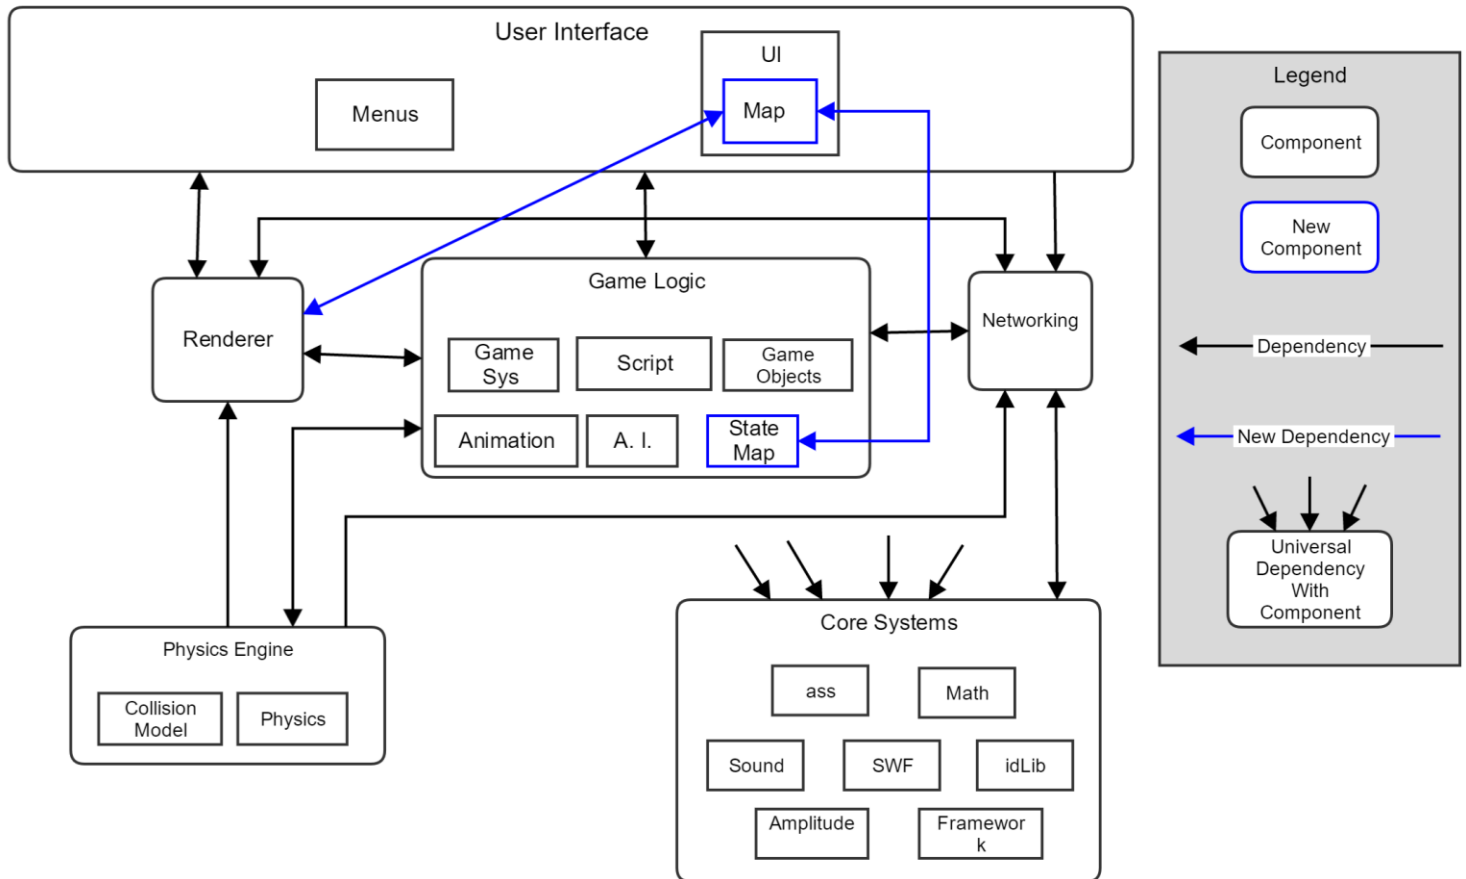 User Interface
UI
Menus
Map
Legend
Component
New
Component
Dependency
New Dependency
Universal
Dependency
With
Component
Renderer
Game Logic
Game
Sys
Script
Game
Objects
Animation
A. I.
State
Map
Networking
Physics Engine
Collision
Model
Physics
Core Systems
ass
Math
Sound
SWF
idLib
Amplitude
Framewor
k